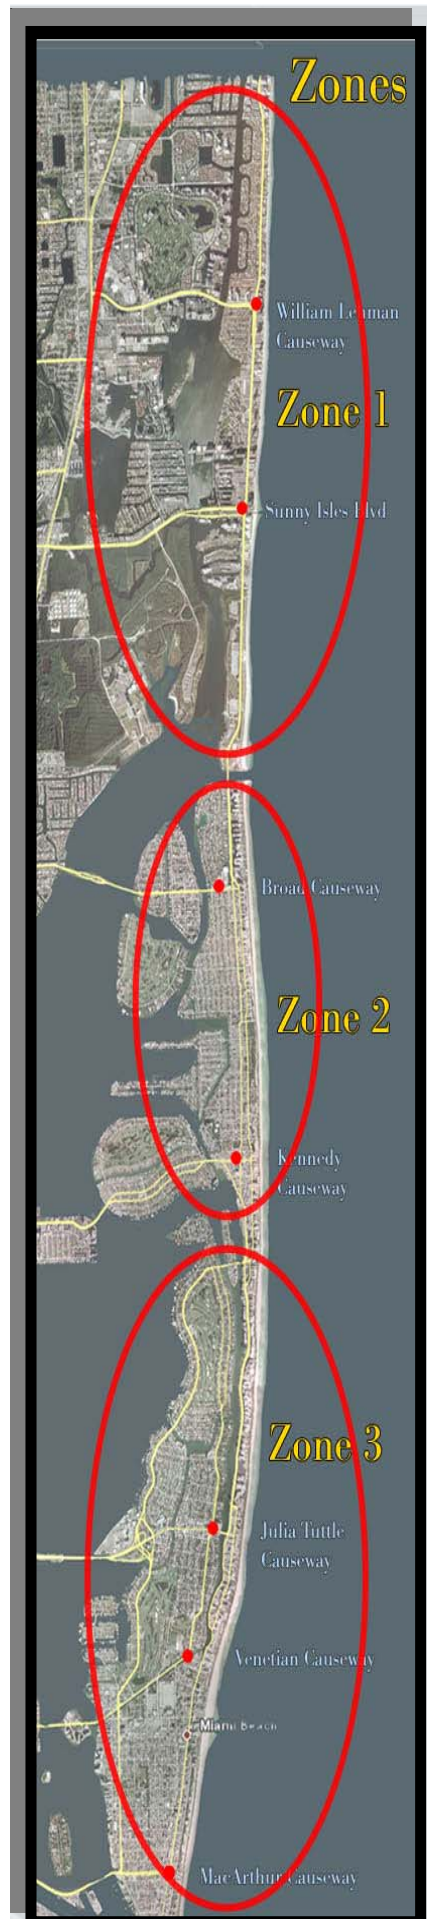 Zones
William Lehman
Causeway
Zone 1
Sunny Isles Blvd
Broad Causeway
Zone 2
Kennedy
Causeway
Zone 3
Julia Tuttle
Causeway
Venetian Causeway
Miami Beach
MacArthur Causeway